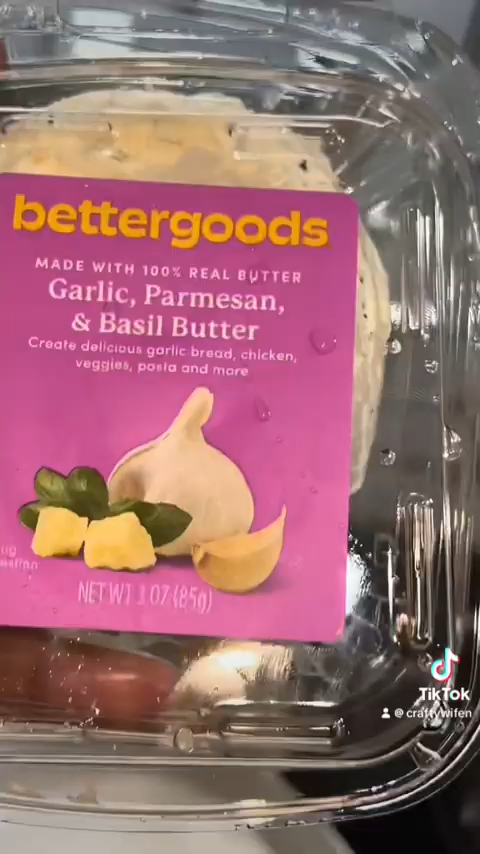 bettergoods
MADE WITH 100% REAL BUTTER
Garlic, Parmesan,
& Basil Butter
Create delicious garlic bread, chicken,
veggies, pasta and more
NET WT 3 OZ (85g)
TikTok
@craftywifen